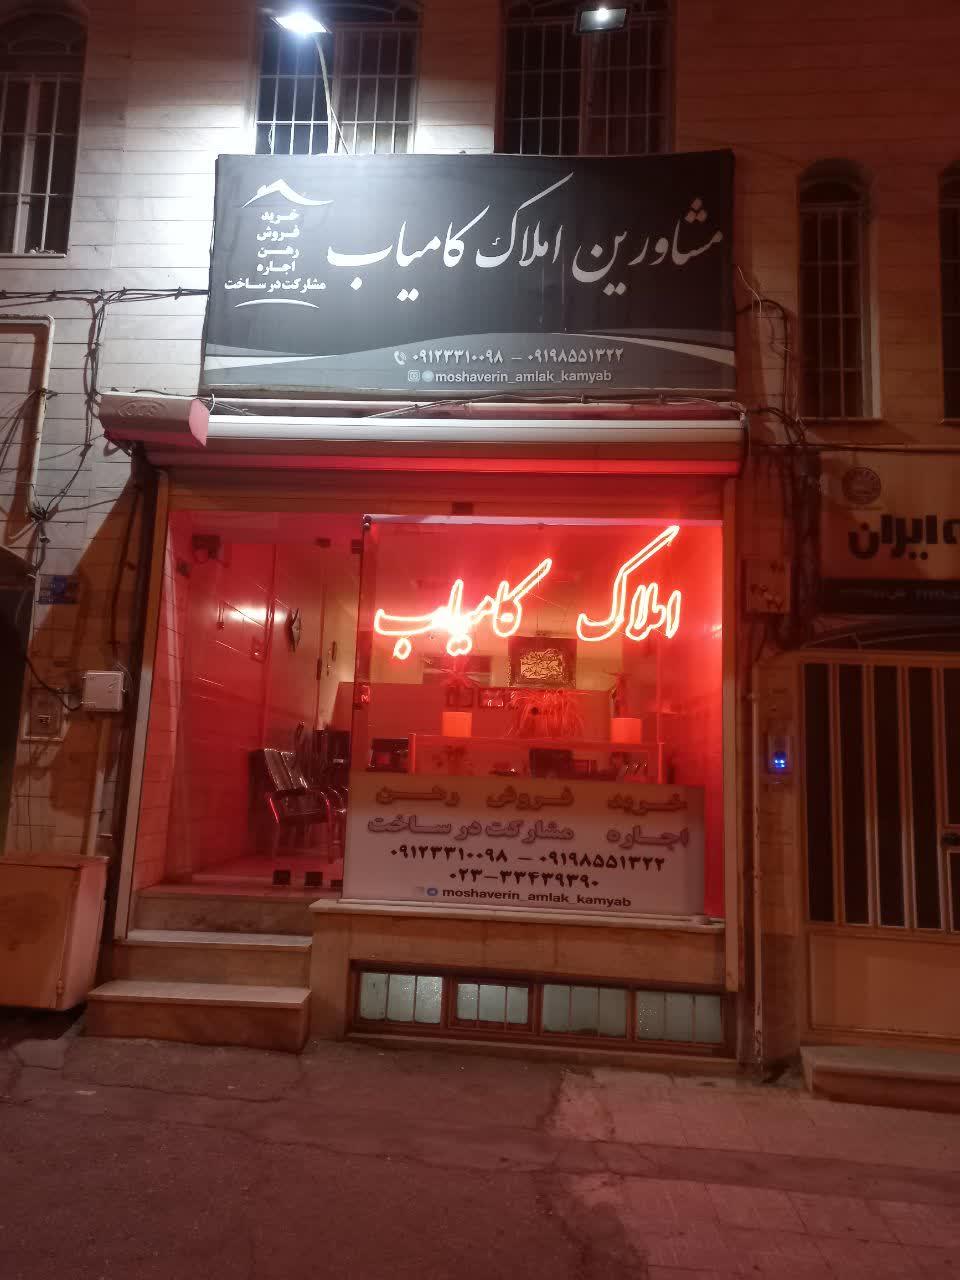 مشاورین املاک کامیاب
خرید
فروش
رهن
اجاره
مشارکت در ساخت
۰۹۱۲۳۳۱۰۰۹۸ - ۰۹۱۹۸۵۵۱۳۲۲
moshaverin_amlak_kamyab
املاک کامیاب
خرید فروش رهن
اجاره مشارکت در ساخت
۰۹۱۲۳۳۱۰۰۹۸ - ۰۹۱۹۸۵۵۱۳۲۲
۰۲۳-۳۳۴۳۹۳۹۰
moshaverin_amlak_kamyab
ایران